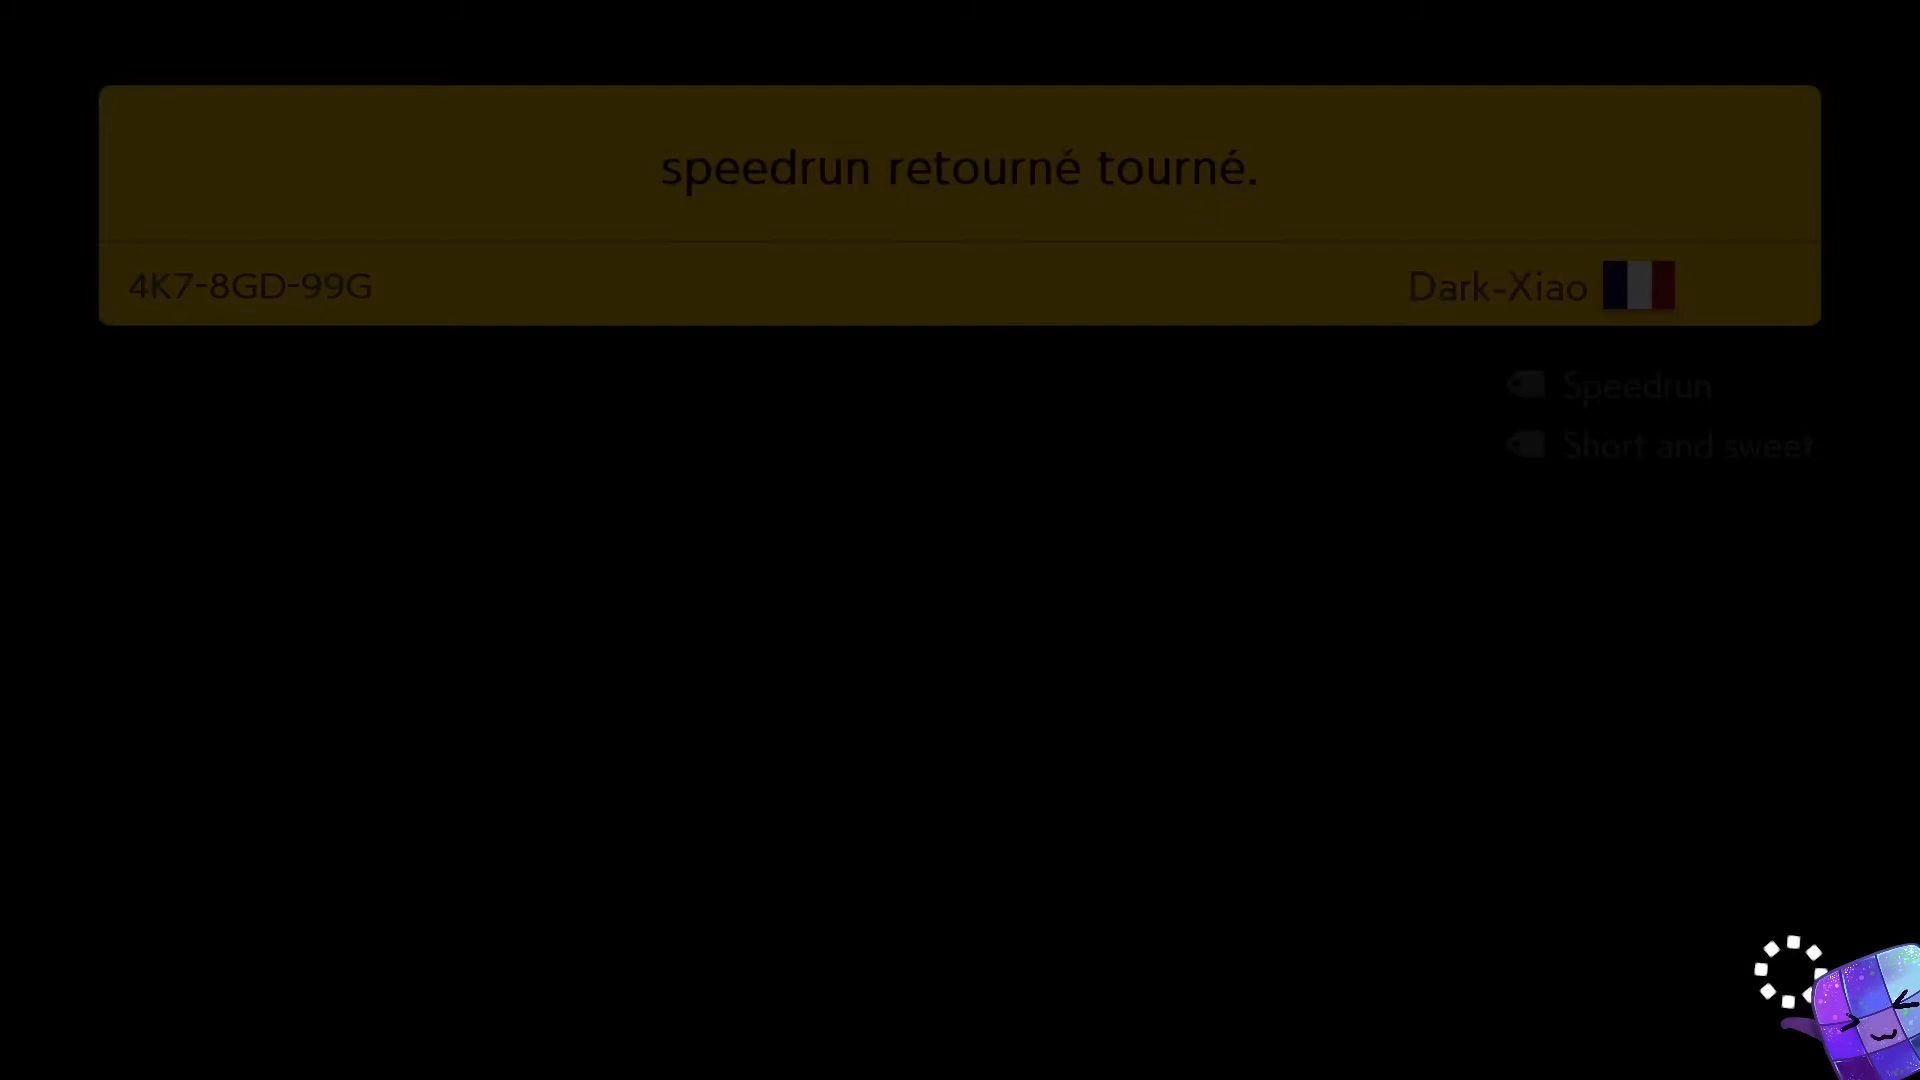 speedrun retourné tourné.
4K7-8GD-99G
Dark-Xiao
Speedrun
Short and sweet